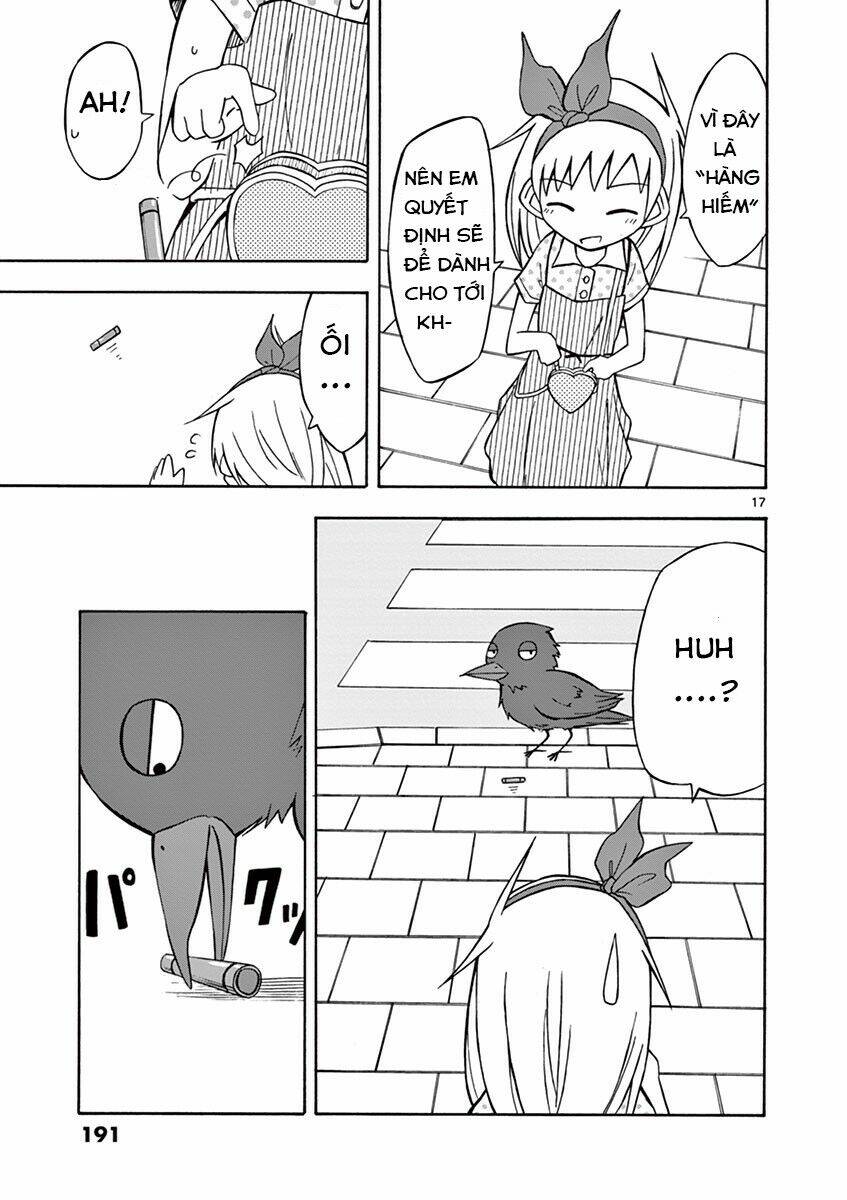 VÌ ĐÂY
LÀ
“HÀNG
HIẾM”
NÊN EM
QUYẾT
ĐỊNH SẼ
ĐỂ DÀNH
CHO TỚI
KH-
AH!
ỐI
...
17
HUH
....?
パクッ
191